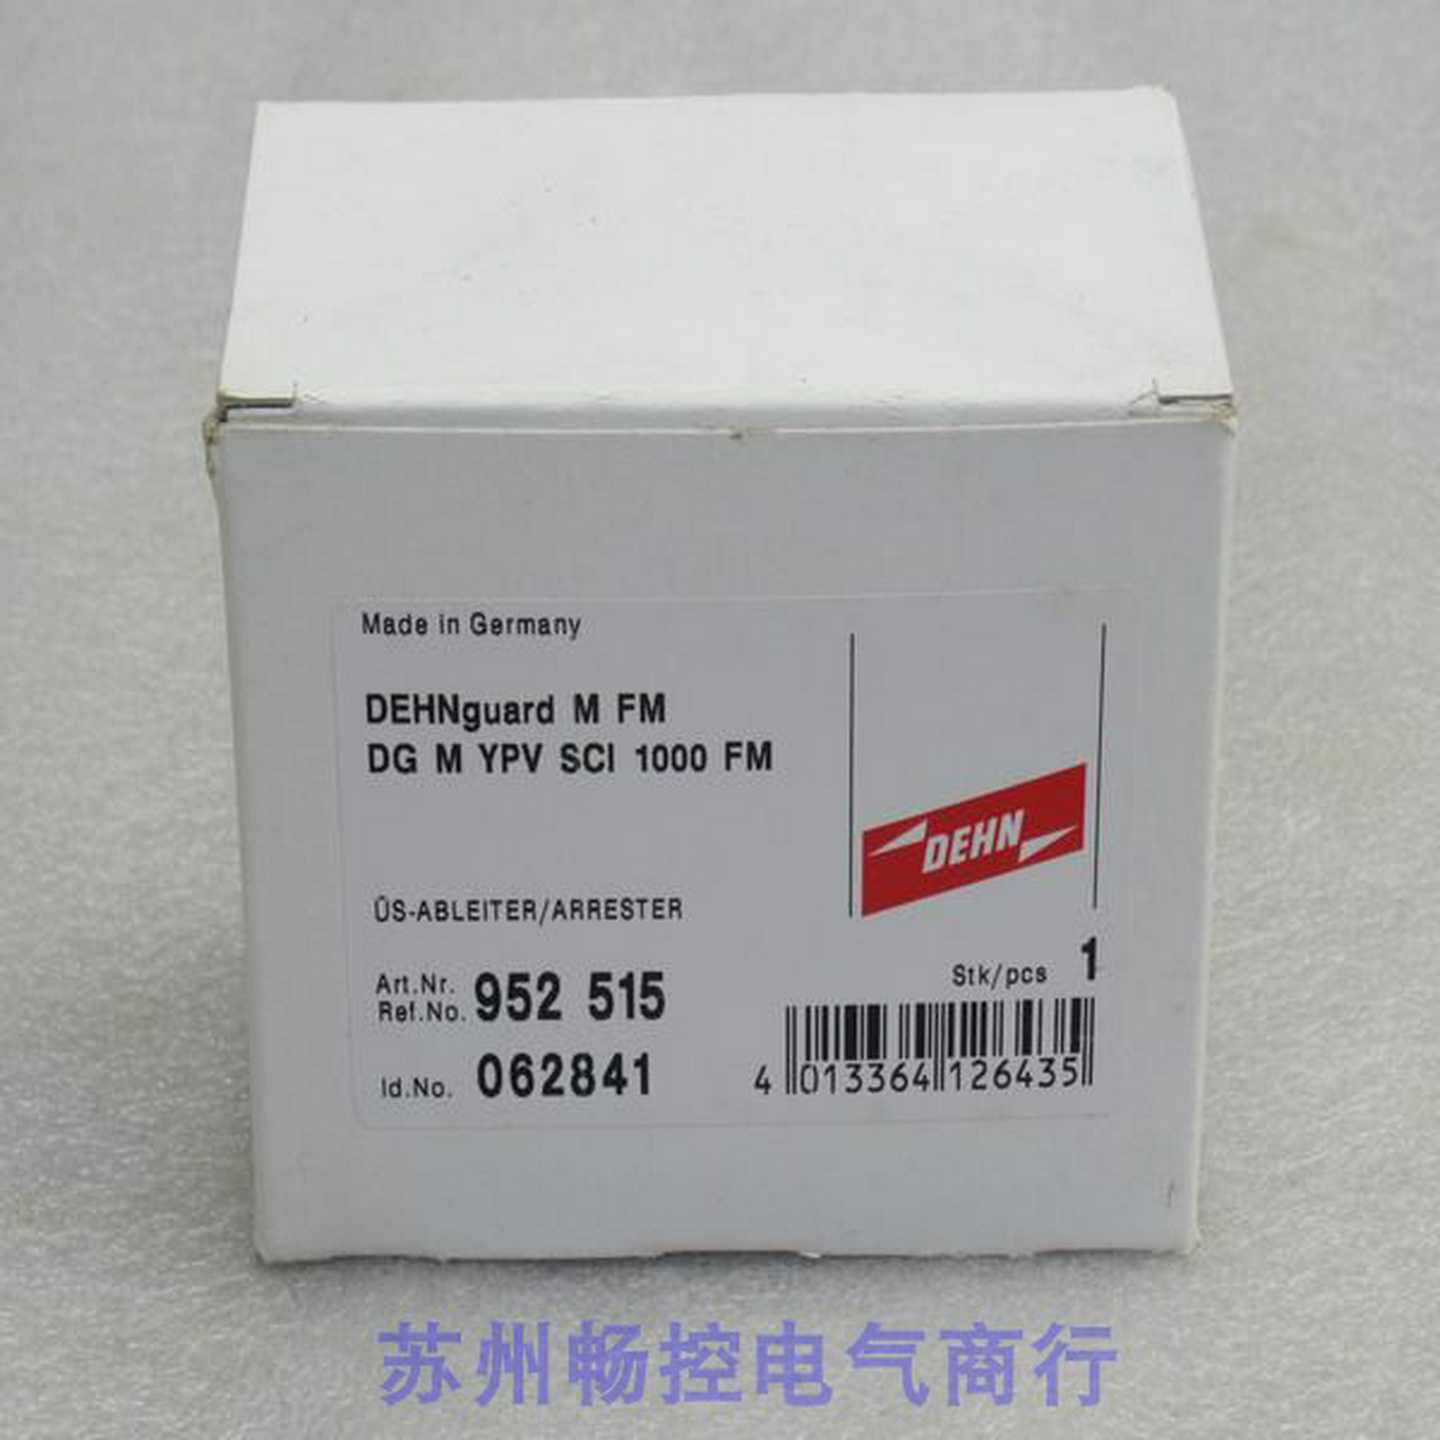 Made in Germany
DEHNguard M FM
DG M YPV SCI 1000 FM
DEHN
ÜS-ABLEITER/ARRESTER
Art.Nr.
Ref.No. 952 515
Stk/pcs 1
Id.No. 062841
4 013364 126435
苏州畅控电气商行